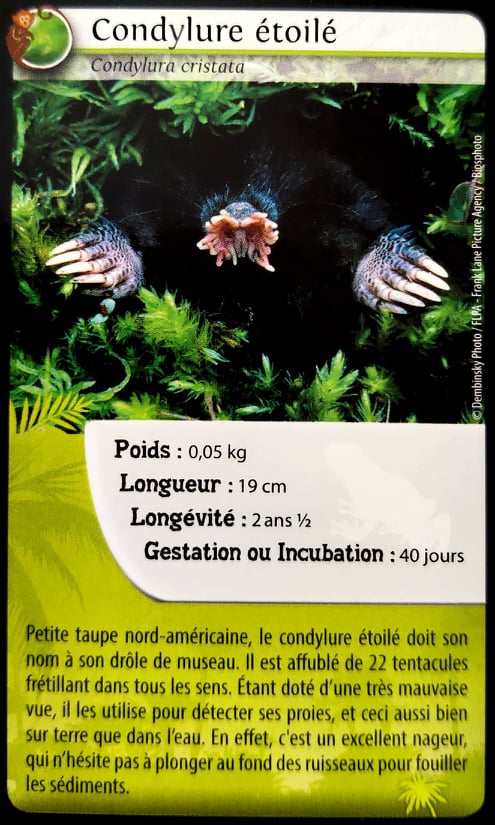 Condylure étoilé
Condylura cristata
© Dembinsky Photo / FLPA - Frank Lane Picture Agency / Biosphoto
Poids : 0,05 kg
Longueur : 19 cm
Longévité : 2 ans ½
Gestation ou Incubation : 40 jours
Petite taupe nord-américaine, le condylure étoilé doit son
nom à son drôle de museau. Il est affublé de 22 tentacules
frétillant dans tous les sens. Étant doté d'une très mauvaise
vue, il les utilise pour détecter ses proies, et ceci aussi bien
sur terre que dans l'eau. En effet, c'est un excellent nageur,
qui n'hésite pas à plonger au fond des ruisseaux pour fouiller
les sédiments.